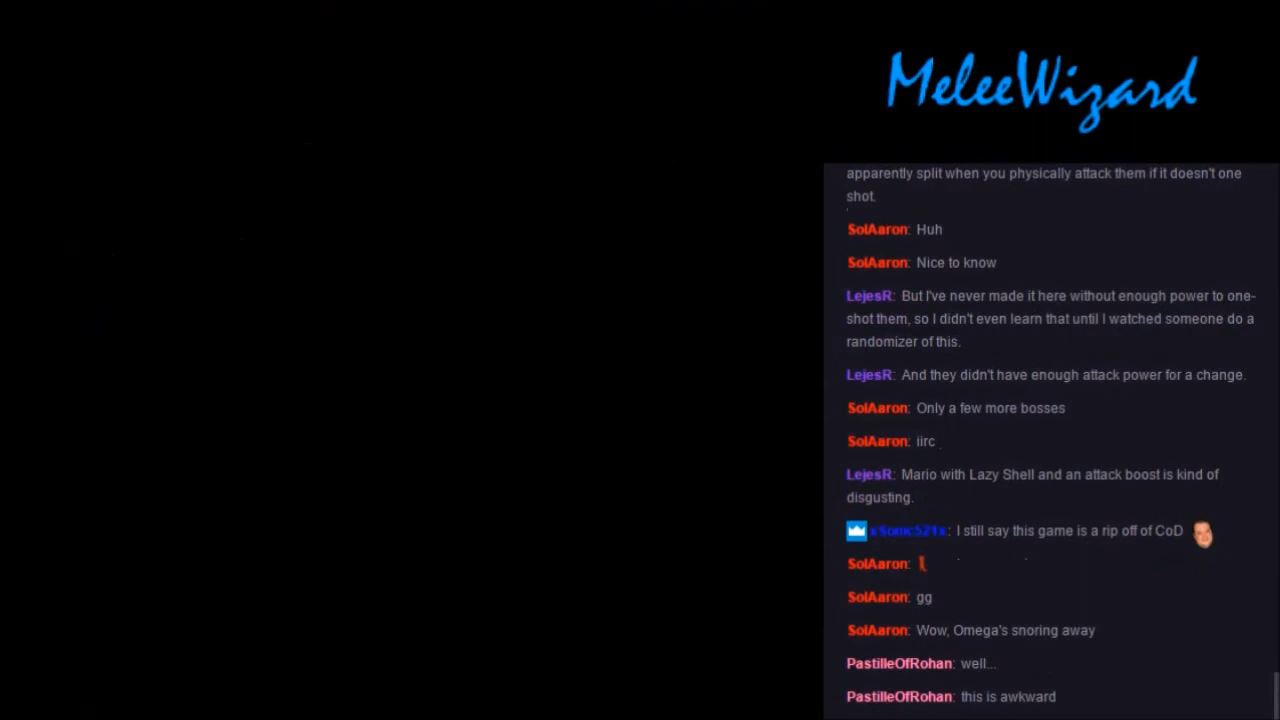 MeleeWizard
apparently split when you physically attack them if it doesn't one
shot.
SolAaron: Huh
SolAaron: Nice to know
LejesR: But I've never made it here without enough power to one-
shot them, so I didn't even learn that until I watched someone do a
randomizer of this.
LejesR: And they didn't have enough attack power for a change.
SolAaron: Only a few more bosses
SolAaron: iirc
LejesR: Mario with Lazy Shell and an attack boost is kind of
disgusting.
xSonic521x: I still say this game is a rip off of CoD
SolAaron:
SolAaron: gg
SolAaron: Wow, Omega's snoring away
PastilleOfRohan: well...
PastilleOfRohan: this is awkward